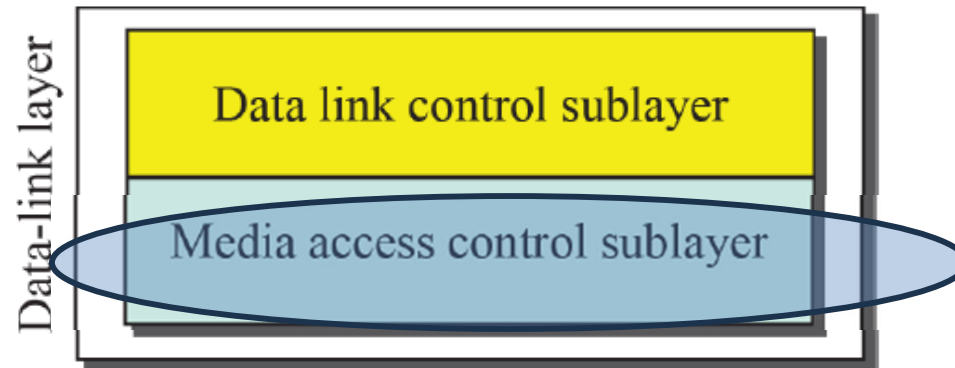 Data-link layer
Data link control sublayer
Media access control sublayer